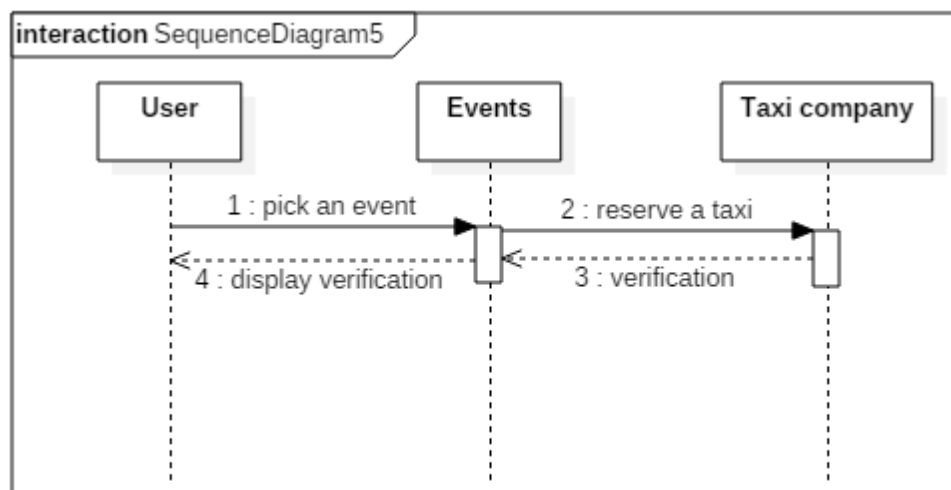 interaction SequenceDiagram5
User
Events
Taxi company
1 : pick an event
2 : reserve a taxi
4 : display verification
3 : verification